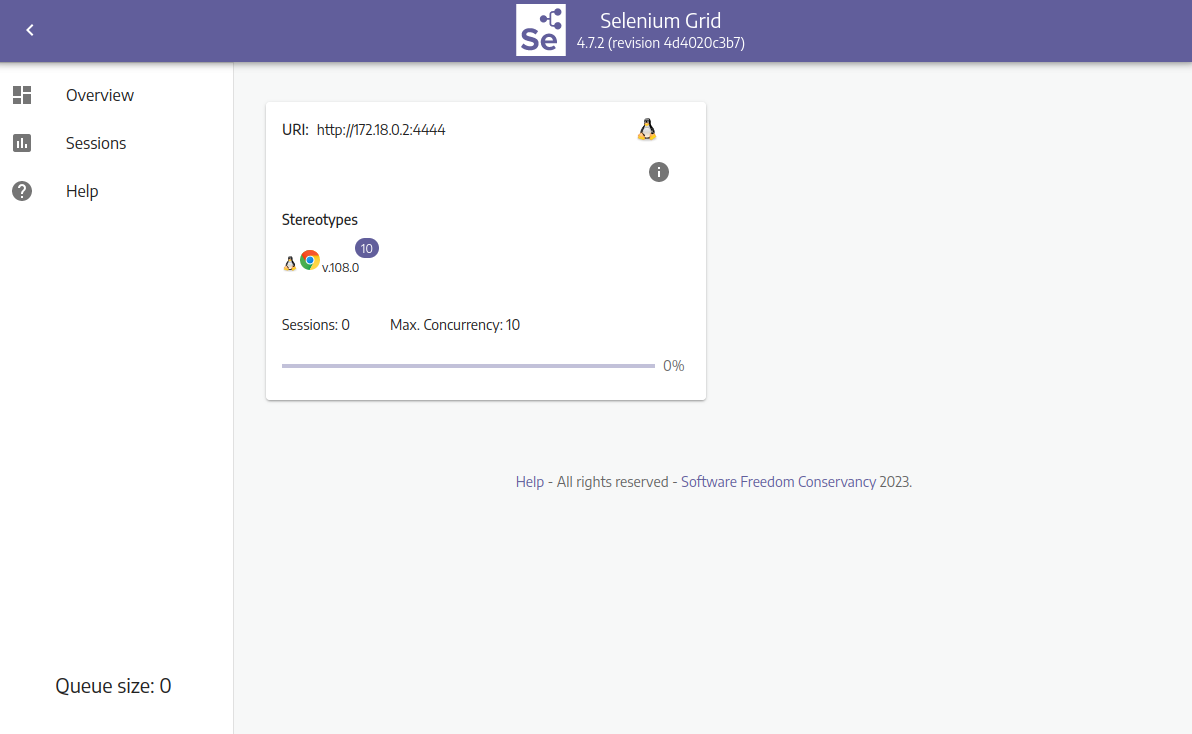 Se
Selenium Grid
4.7.2 (revision 4d4020c3b7)
Overview
Sessions
Help
Queue size: 0
URI: http://172.18.0.2:4444
Stereotypes
10
v.108.0
Sessions: 0 Max. Concurrency: 10
0%
Help - All rights reserved - Software Freedom Conservancy 2023.